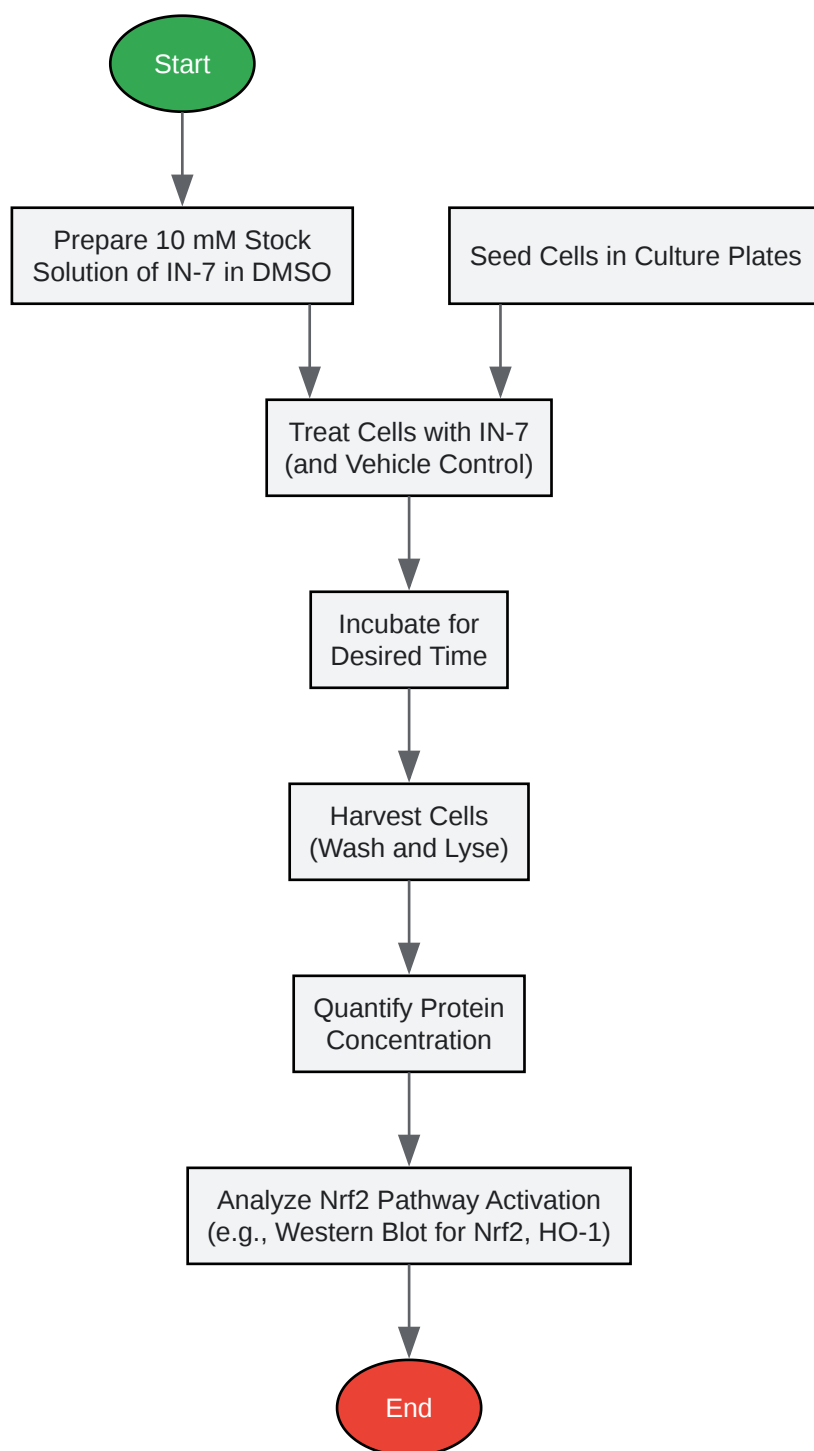 Start
Prepare 10 mM Stock
Solution of IN-7 in DMSO
Seed Cells in Culture Plates
Treat Cells with IN-7
(and Vehicle Control)
Incubate for
Desired Time
Harvest Cells
(Wash and Lyse)
Quantify Protein
Concentration
Analyze Nrf2 Pathway Activation
(e.g., Western Blot for Nrf2, HO-1)
End